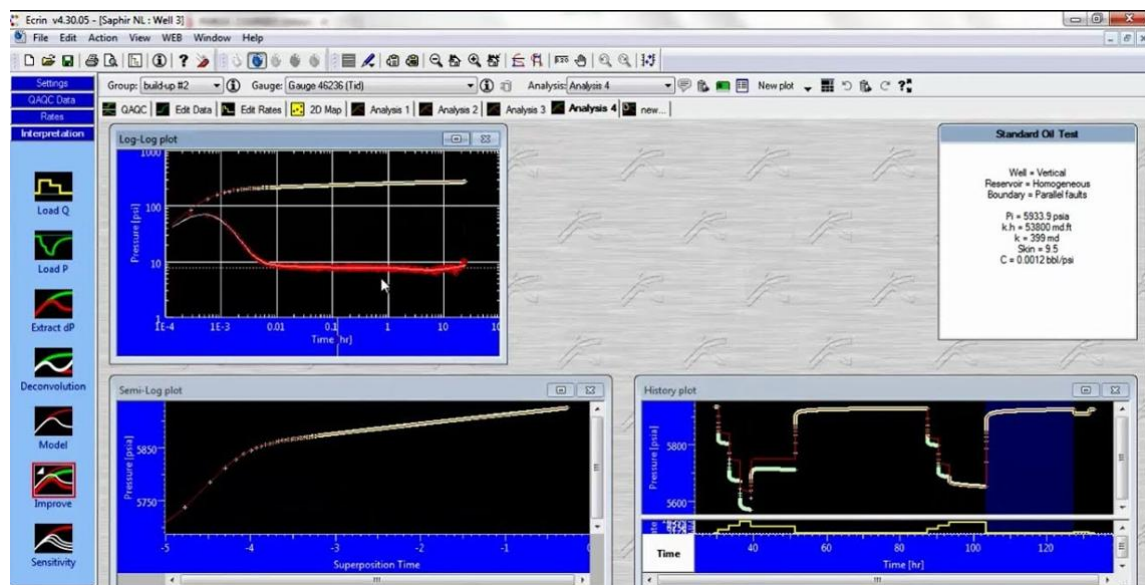 Ecrin v4.30.05 - [Saphir NL : Well 3]
File Edit Action View WEB Window Help
Settings
QAQC Data
Rates
Interpretation
Load Q
Load P
Extract dP
Deconvolution
Model
Improve
Sensitivity
Group: build-up #2 Gauge: Gauge 46236 (Tid) Analysis: Analysis 4 New plot
QAQC Edit Data Edit Rates 2D Map Analysis 1 Analysis 2 Analysis 3 Analysis 4 new...
Log-Log plot
1000
100
10
1
Pressure [psi]
1E-4 1E-3 0.01 0.1 1 10
Time [hr]
Standard Oil Test
Well = Vertical
Reservoir = Homogeneous
Boundary = Parallel faults
Pi = 5933.9 psia
k.h = 53800 md.ft
k = 399 md
Skin = 9.5
C = 0.0012 bbl/psi
Semi-Log plot
5850
5750
Pressure [psia]
-5 -4 -3 -2 -1
Superposition Time
History plot
5800
5600
Pressure [psia]
Time
40 60 80 100 120
Time [hr]